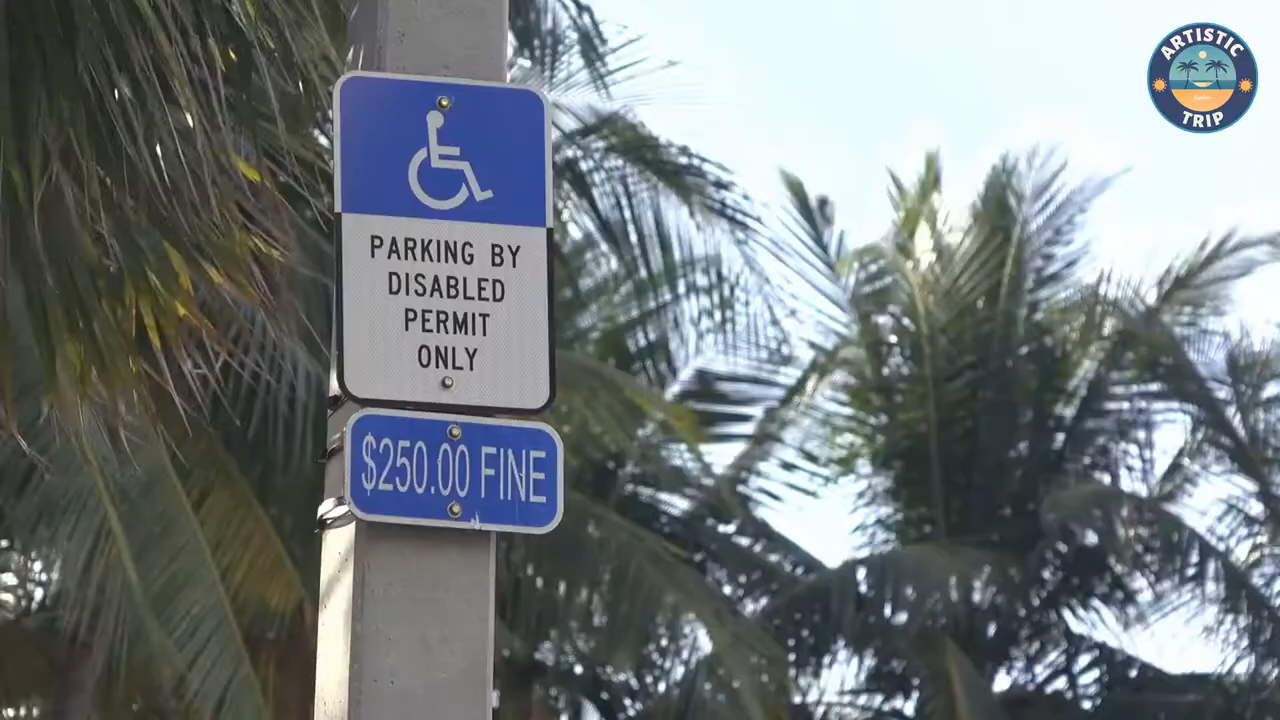 PARKING BY
DISABLED
PERMIT
ONLY
$250.00 FINE
ARTISTIC
TRIP